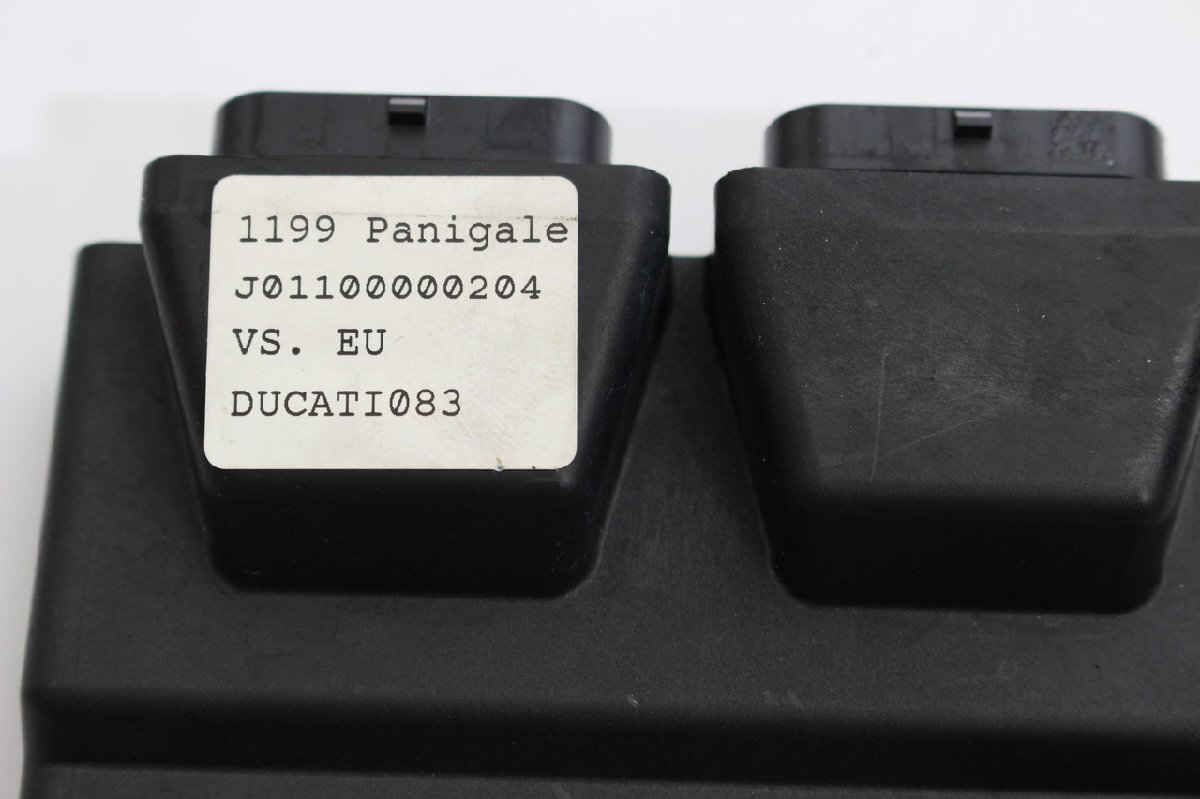 1199 Panigale
J01100000204
VS. EU
DUCATI083